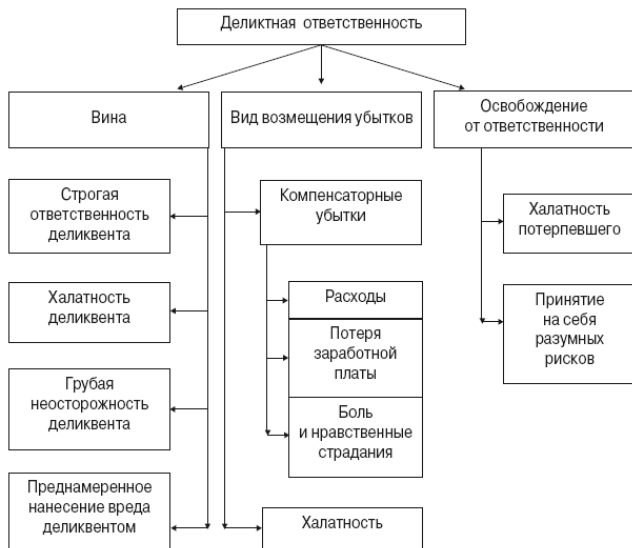 Деликтная ответственность
Вина
Вид возмещения убытков
Освобождение
от ответственности
Строгая
ответственность
деликвента
Халатность
деликвента
Грубая
неосторожность
деликвента
Преднамеренное
нанесение вреда
деликвентом
Компенсаторные
убытки
Расходы
Потеря
заработной
платы
Боль
и нравственные
страдания
Халатность
Халатность
потерпевшего
Принятие
на себя
разумных
рисков